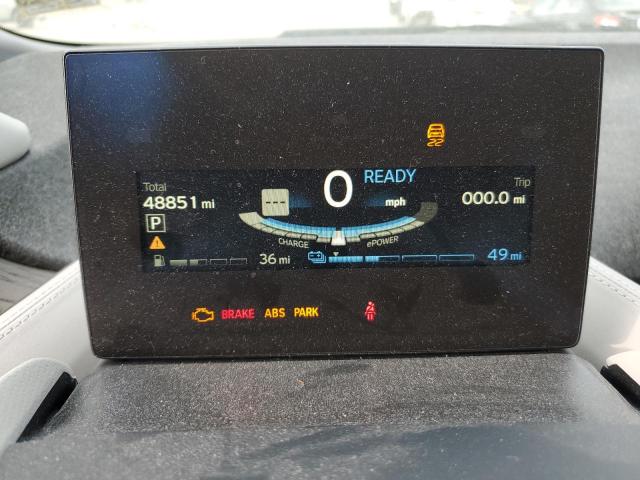 READY
Total
Trip
48851 mi
--- 0 mph
000.0 mi
P
CHARGE
ePOWER
36 mi
49 mi
BRAKE ABS PARK